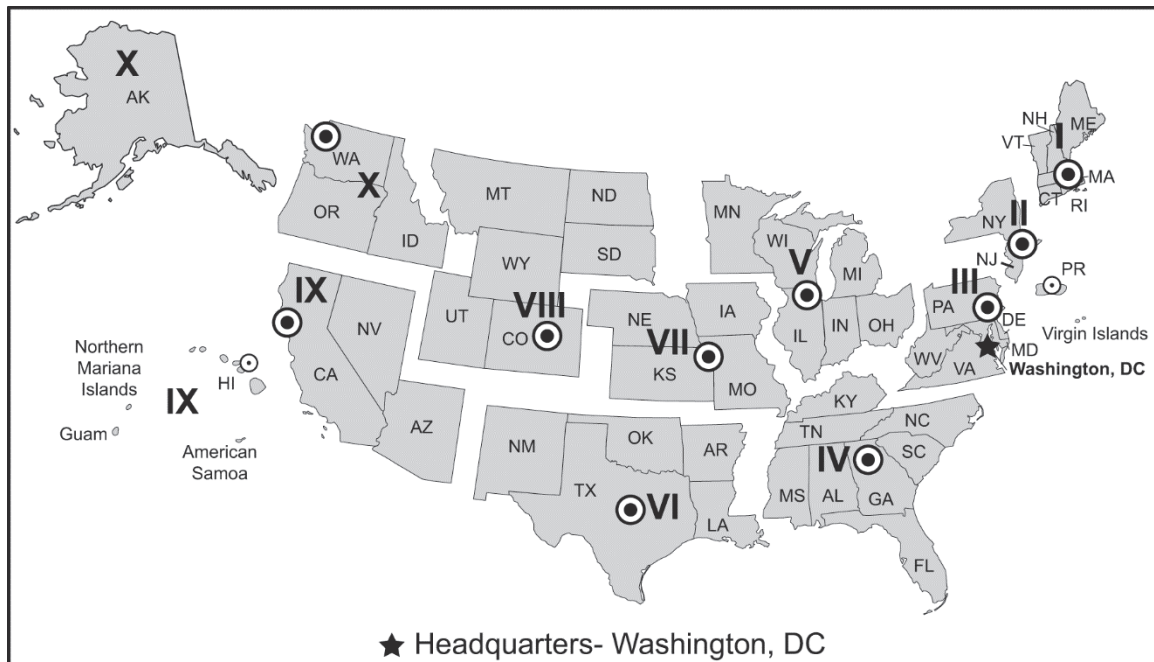 X
AK
WA
X
OR
ID
MT
ND
SD
WY
MN
WI
V
MI
NH
I
ME
VT
MA
CT
RI
II
NY
NJ
PR
Virgin Islands
III
PA
DE
MD
WV
VA
Washington, DC
IX
NV
CA
AZ
UT
VIII
CO
NE
IA
VII
KS
MO
IL
IN
OH
Northern
Mariana
Islands
HI
IX
Guam
American
Samoa
NM
OK
AR
TX
VI
LA
KY
TN
NC
SC
IV
MS
AL
GA
FL
Headquarters- Washington, DC